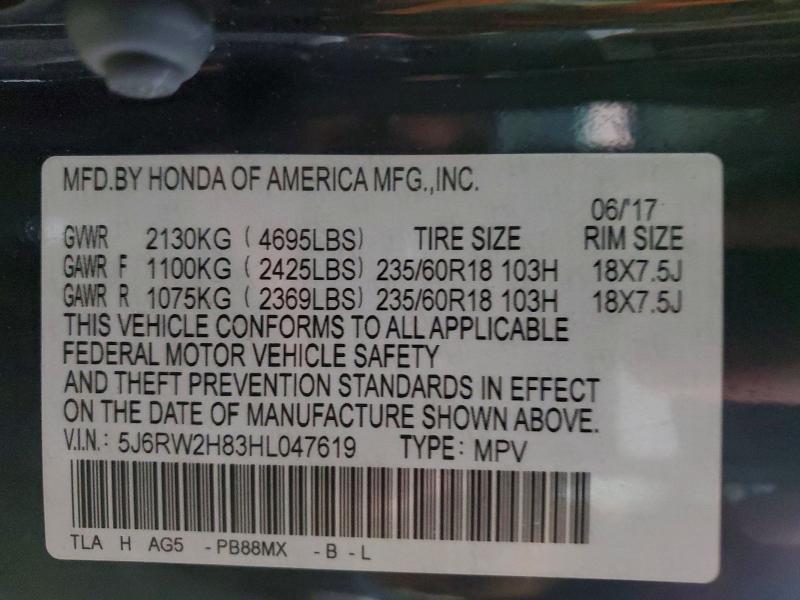 MFD.BY HONDA OF AMERICA MFG.,INC.
06/'17
GVWR 2130KG ( 4695LBS) TIRE SIZE RIM SIZE
GAWR F 1100KG ( 2425LBS) 235/60R18 103H 18X7.5J
GAWR R 1075KG ( 2369LBS) 235/60R18 103H 18X7.5J
THIS VEHICLE CONFORMS TO ALL APPLICABLE
FEDERAL MOTOR VEHICLE SAFETY
AND THEFT PREVENTION STANDARDS IN EFFECT
ON THE DATE OF MANUFACTURE SHOWN ABOVE.
V.I.N.: 5J6RW2H83HL047619 TYPE: MPV
TLA H AG5 -PB88MX -B -L